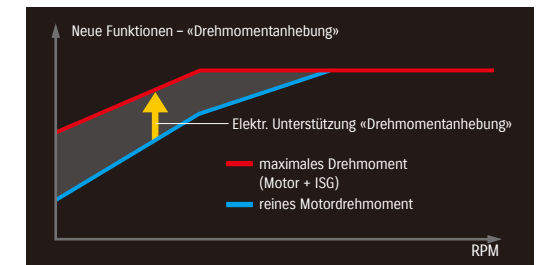 Neue Funktionen – «Drehmomentanhebung»
Elektr. Unterstützung «Drehmomentanhebung»
maximales Drehmoment
(Motor + ISG)
reines Motordrehmoment
RPM